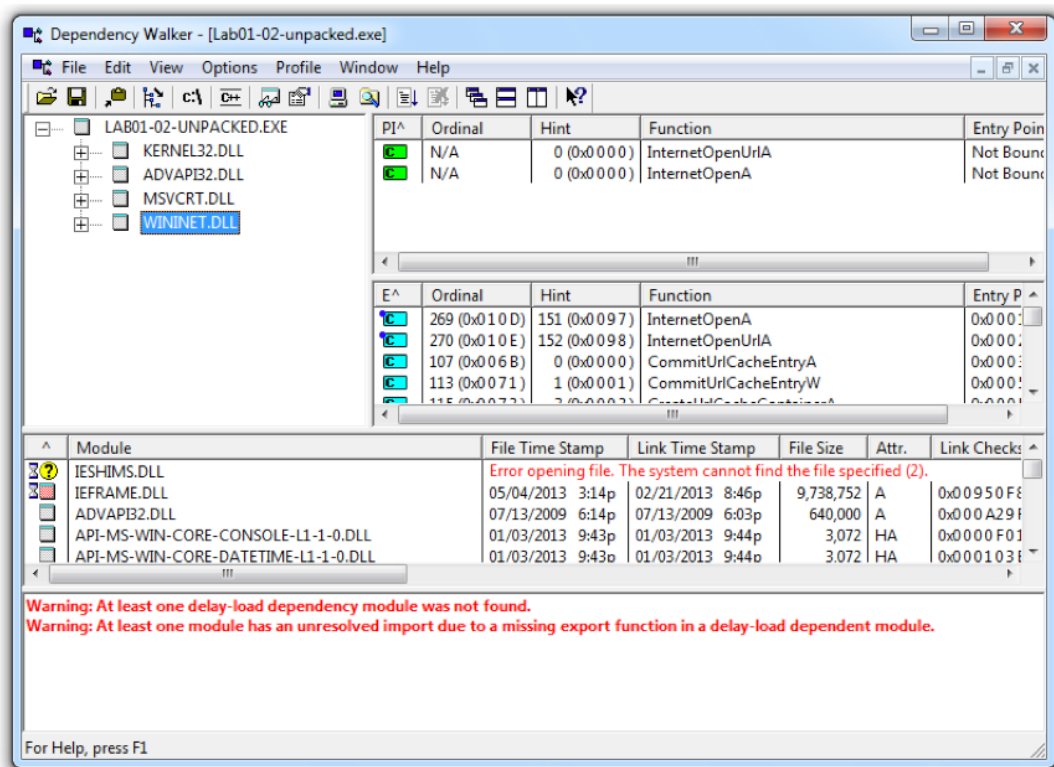 Dependency Walker - [Lab01-02-unpacked.exe]
File Edit View Options Profile Window Help
c:\ C++
LAB01-02-UNPACKED.EXE
KERNEL32.DLL
ADVAPI32.DLL
MSVCRT.DLL
WININET.DLL
PI^ Ordinal Hint Function Entry Poin
C N/A 0 (0x0000) InternetOpenUrlA Not Bound
C N/A 0 (0x0000) InternetOpenA Not Bound
E^ Ordinal Hint Function Entry P
C 269 (0x010D) 151 (0x0097) InternetOpenA
C 270 (0x010E) 152 (0x0098) InternetOpenUrlA
C 107 (0x006B) 0 (0x0000) CommitUrlCacheEntryA
C 113 (0x0071) 1 (0x0001) CommitUrlCacheEntryW
^ Module File Time Stamp Link Time Stamp File Size Attr. Link Checks
IESHIMS.DLL Error opening file. The system cannot find the file specified (2).
IEFRAME.DLL 05/04/2013 3:14p 02/21/2013 8:46p 9,738,752 A 0x00950F8
ADVAPI32.DLL 07/13/2009 6:14p 07/13/2009 6:03p 640,000 A 0x000A29F
API-MS-WIN-CORE-CONSOLE-L1-1-0.DLL 01/03/2013 9:43p 01/03/2013 9:44p 3,072 HA 0x0000F01
API-MS-WIN-CORE-DATETIME-L1-1-0.DLL 01/03/2013 9:43p 01/03/2013 9:44p 3,072 HA 0x000103E
Warning: At least one delay-load dependency module was not found.
Warning: At least one module has an unresolved import due to a missing export function in a delay-load dependent module.
For Help, press F1